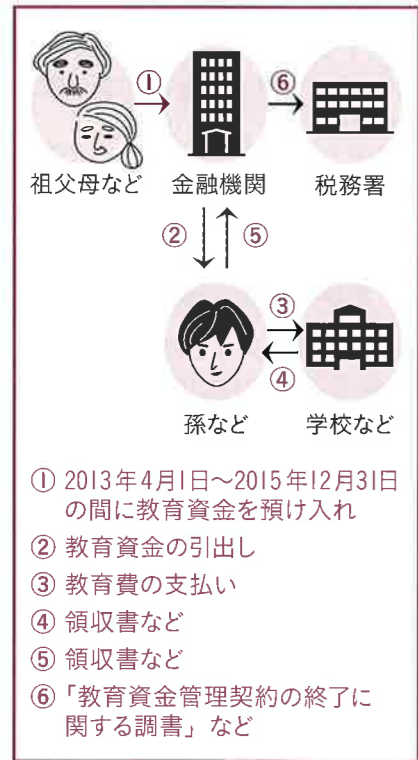 ①
⑥
祖父母など
金融機関
税務署
②
⑤
③
④
孫など
学校など
① 2013年4月1日〜2015年12月31日
の間に教育資金を預け入れ
② 教育資金の引出し
③ 教育費の支払い
④ 領収書など
⑤ 領収書など
⑥ 「教育資金管理契約の終了に
関する調書」など